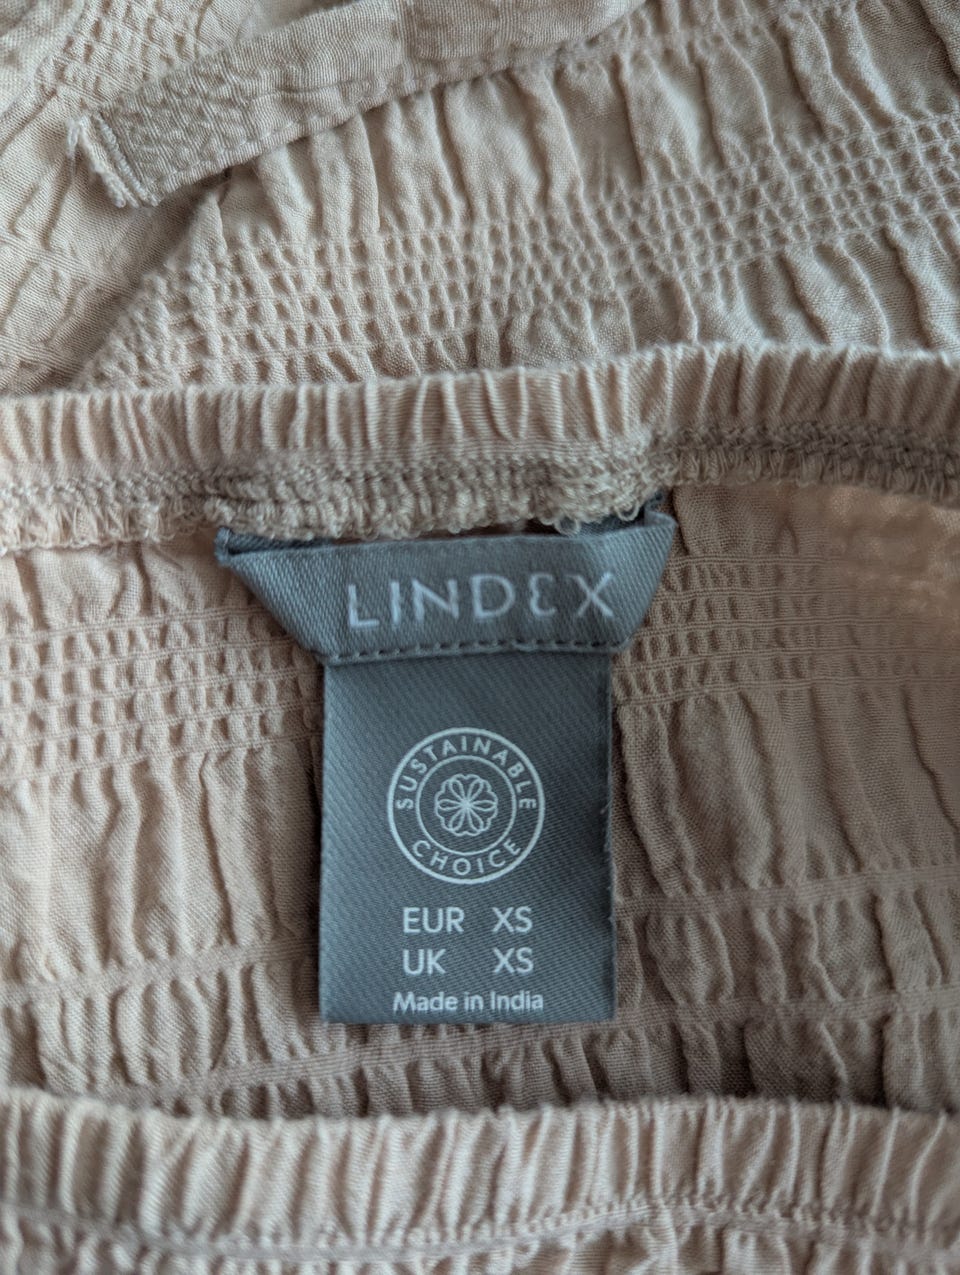 LINDEX
SUSTAINABLE
CHOICE
EUR XS
UK XS
Made in India